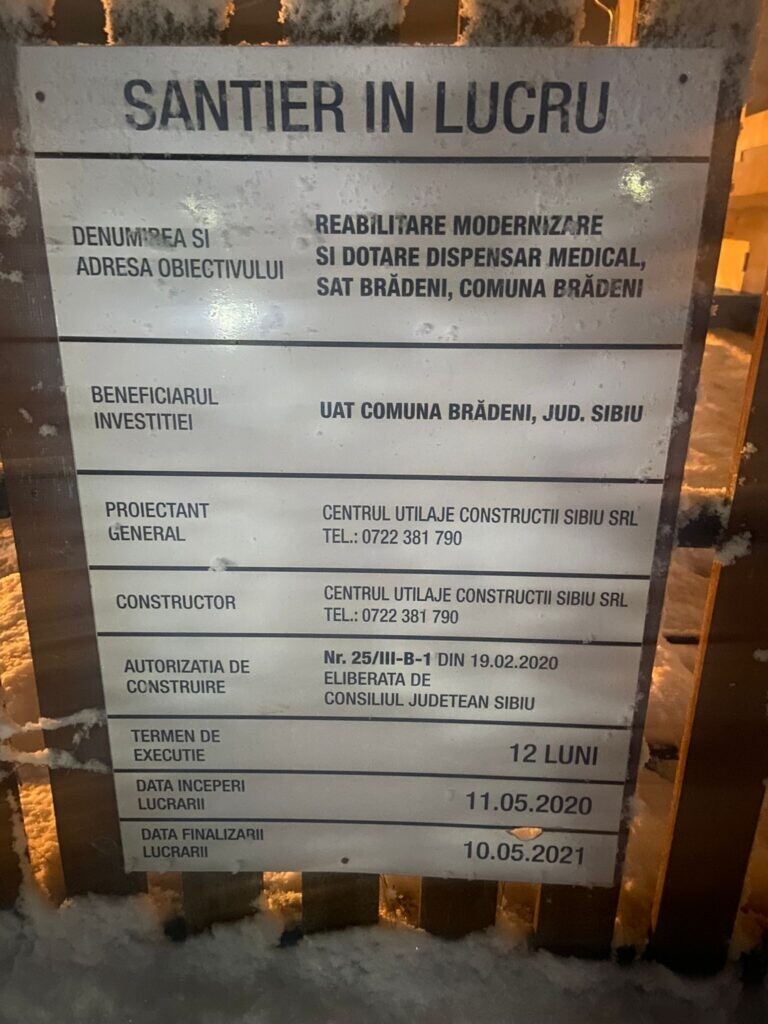 SANTIER IN LUCRU
DENUMIREA SI
ADRESA OBIECTIVULUI
REABILITARE MODERNIZARE
SI DOTARE DISPENSAR MEDICAL,
SAT BRĂDENI, COMUNA BRĂDENI
BENEFICIARUL
INVESTITIEI
UAT COMUNA BRĂDENI, JUD. SIBIU
PROIECTANT
GENERAL
CENTRUL UTILAJE CONSTRUCTII SIBIU SRL
TEL.: 0722 381 790
CONSTRUCTOR
CENTRUL UTILAJE CONSTRUCTII SIBIU SRL
TEL.: 0722 381 790
AUTORIZATIA DE
CONSTRUIRE
Nr. 25/III-B-1 DIN 19.02.2020
ELIBERATA DE
CONSILIUL JUDETEAN SIBIU
TERMEN DE
EXECUTIE
12 LUNI
DATA INCEPERI
LUCRARII
11.05.2020
DATA FINALIZARII
LUCRARII
10.05.2021